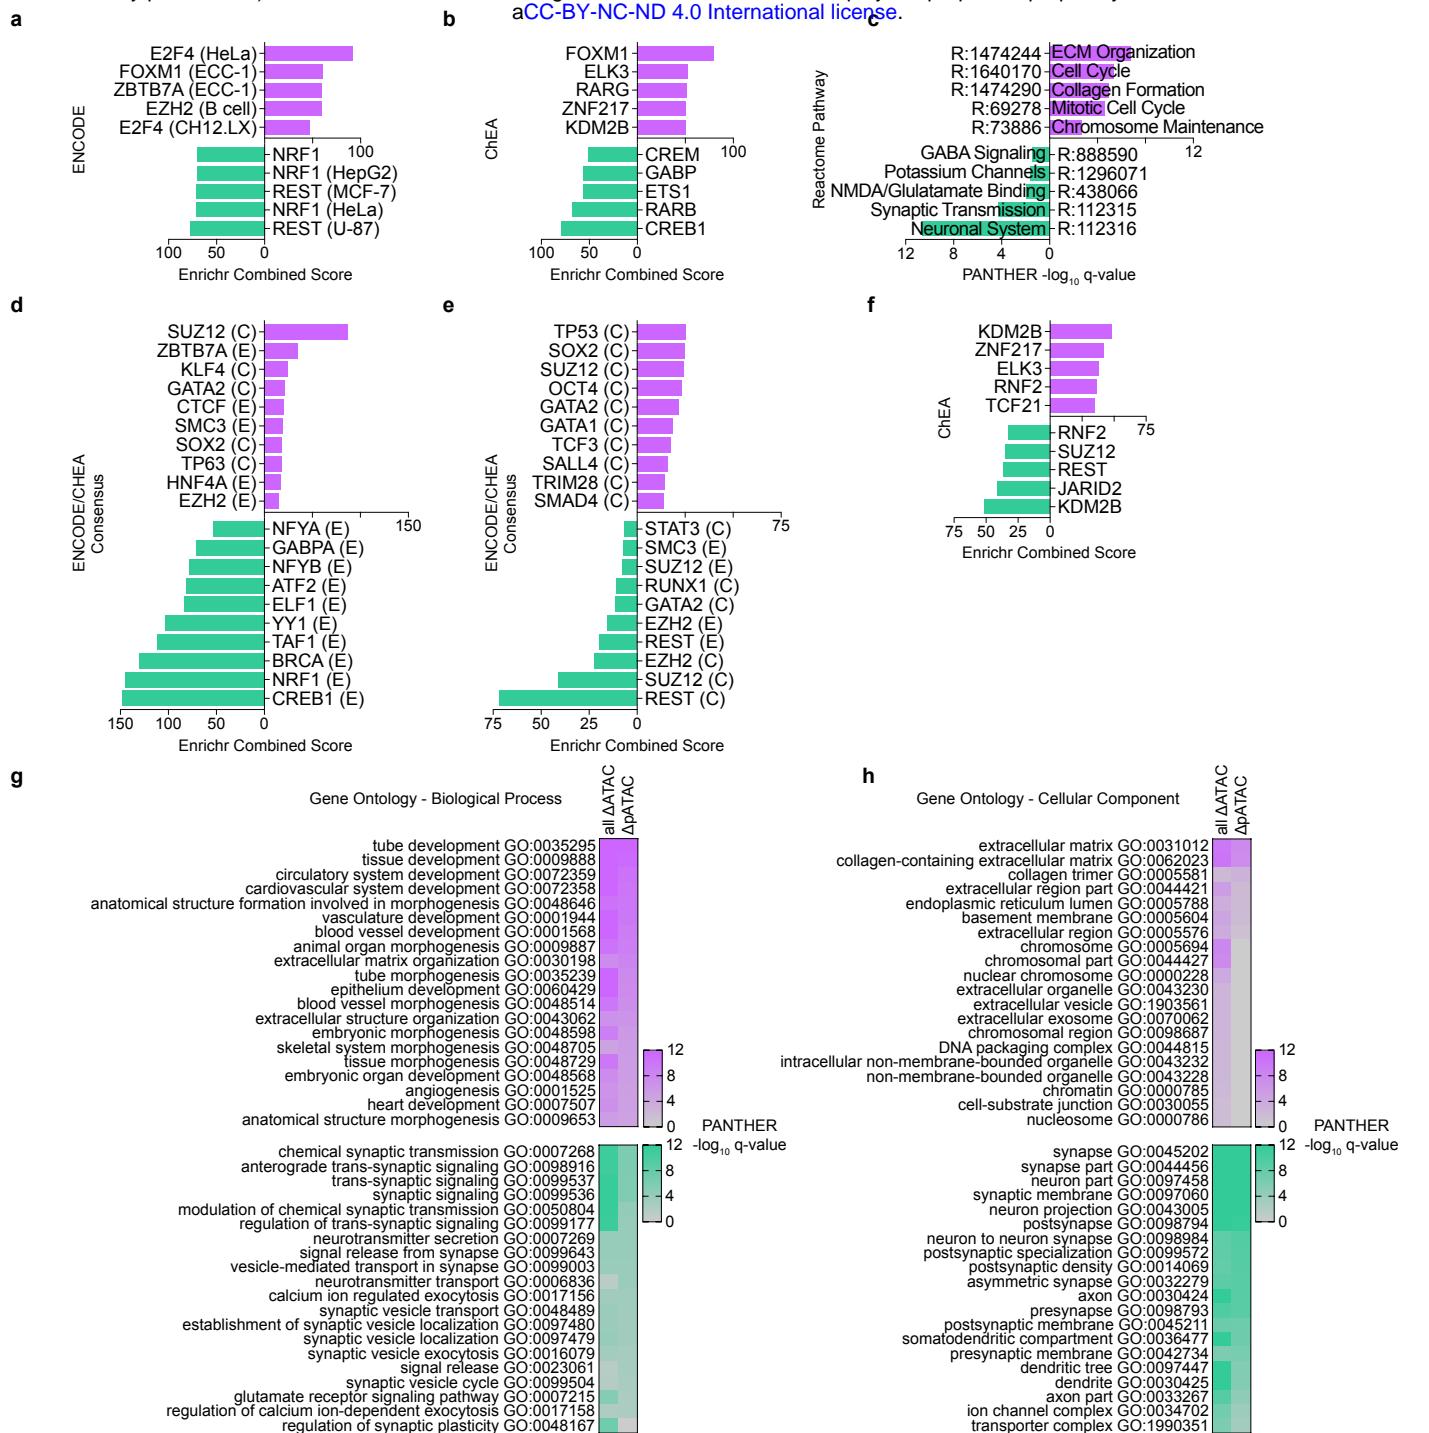 aCC-BY-NC-ND 4.0 International license.
a
ENCODE
E2F4 (HeLa)
FOXM1 (ECC-1)
ZBTB7A (ECC-1)
EZH2 (B cell)
E2F4 (CH12.LX)
100
NRF1
NRF1 (HepG2)
REST (MCF-7)
NRF1 (HeLa)
REST (U-87)
100 50 0
Enrichr Combined Score
b
ChEA
FOXM1
ELK3
RARG
ZNF217
KDM2B
100
CREM
GABP
ETS1
RARB
CREB1
100 50 0
Enrichr Combined Score
c
Reactome Pathway
R:1474244 ECM Organization
R:1640170 Cell Cycle
R:1474290 Collagen Formation
R:69278 Mitotic Cell Cycle
R:73886 Chromosome Maintenance
12
GABA Signaling R:888590
Potassium Channels R:1296071
NMDA/Glulatamate Binding R:438066
Synaptic Transmission R:112315
Neuronal System R:112316
12 8 4 0
PANTHER -log10 q-value
d
ENCODE/CHEA
Consensus
SUZ12 (C)
ZBTB7A (E)
KLF4 (C)
GATA2 (C)
CTCF (E)
SMC3 (E)
SOX2 (C)
TP63 (C)
HNF4A (E)
EZH2 (E)
150
NFYA (E)
GABPA (E)
NFYB (E)
ATF2 (E)
ELF1 (E)
YY1 (E)
TAF1 (E)
BRCA (E)
NRF1 (E)
CREB1 (E)
150 100 50 0
Enrichr Combined Score
e
ENCODE/CHEA
Consensus
TP53 (C)
SOX2 (C)
SUZ12 (C)
OCT4 (C)
GATA2 (C)
GATA1 (C)
TCF3 (C)
SALL4 (C)
TRIM28 (C)
SMAD4 (C)
75
STAT3 (C)
SMC3 (E)
SUZ12 (E)
RUNX1 (C)
GATA2 (C)
EZH2 (E)
REST (E)
EZH2 (C)
SUZ12 (C)
REST (C)
75 50 25 0
Enrichr Combined Score
f
ChEA
KDM2B
ZNF217
ELK3
RNF2
TCF21
75
RNF2
SUZ12
REST
JARID2
KDM2B
75 50 25 0
Enrichr Combined Score
g
Gene Ontology - Biological Process
all ΔATAC
ΔpATAC
tube development GO:0035295
tissue development GO:0009888
circulatory system development GO:0072359
cardiovascular system development GO:0072358
anatomical structure formation involved in morphogenesis GO:0048646
vasculature development GO:0001944
blood vessel development GO:0001568
animal organ morphogenesis GO:0009887
extracellular matrix organization GO:0030198
tube morphogenesis GO:0035239
epithelium development GO:0060429
blood vessel morphogenesis GO:0048514
extracellular structure organization GO:0043062
embryonic morphogenesis GO:0048598
skeletal system morphogenesis GO:0048705
tissue morphogenesis GO:0048729
embryonic organ development GO:0048568
angiogenesis GO:0001525
heart development GO:0007507
anatomical structure morphogenesis GO:0009653
12
8
4
0
PANTHER
-log10 q-value
chemical synaptic transmission GO:0007268
anterograde trans-synaptic signaling GO:0098916
trans-synaptic signaling GO:0099537
synaptic signaling GO:0099536
modulation of chemical synaptic transmission GO:0050804
regulation of trans-synaptic signaling GO:0099177
neurotransmitter secretion GO:0007269
signal release from synapse GO:0099643
vesicle-mediated transport in synapse GO:0099003
neurotransmitter transport GO:0006836
calcium ion regulated exocytosis GO:0017156
synaptic vesicle transport GO:0048489
establishment of synaptic vesicle localization GO:0097480
synaptic vesicle localization GO:0097479
synaptic vesicle exocytosis GO:0016079
signal release GO:0023061
synaptic vesicle cycle GO:0099504
glutamate receptor signaling pathway GO:0007215
regulation of calcium ion-dependent exocytosis GO:0017158
regulation of synaptic plasticity GO:0048167
12
8
4
0
h
Gene Ontology - Cellular Component
all ΔATAC
ΔpATAC
extracellular matrix GO:0031012
collagen-containing extracellular matrix GO:0062023
collagen trimer GO:0005581
extracellular region part GO:0044421
endoplasmic reticulum lumen GO:0005788
basement membrane GO:0005604
extracellular region GO:0005576
chromosome GO:0005694
chromosomal part GO:0044427
nuclear chromosome GO:0000228
extracellular organelle GO:0043230
extracellular vesicle GO:1903561
extracellular exosome GO:0070062
chromosomal region GO:0098687
DNA packaging complex GO:0044815
intracellular non-membrane-bounded organelle GO:0043232
non-membrane-bounded organelle GO:0043228
chromatin GO:0000785
cell-substrate junction GO:0030055
nucleosome GO:0000786
12
8
4
0
PANTHER
-log10 q-value
synapse GO:0045202
synapse part GO:0044456
neuron part GO:0097458
synaptic membrane GO:0097060
neuron projection GO:0043005
postsynapse GO:0098794
neuron to neuron synapse GO:0098984
postsynaptic specialization GO:0099572
postsynaptic density GO:0014069
asymmetric synapse GO:0032279
axon GO:0030424
presynapse GO:0098793
postsynaptic membrane GO:0045211
somatodendritic compartment GO:0036477
presynaptic membrane GO:0042734
dendritic tree GO:0097447
dendrite GO:0030425
axon part GO:0033267
ion channel complex GO:0034702
transporter complex GO:1990351
12
8
4
0